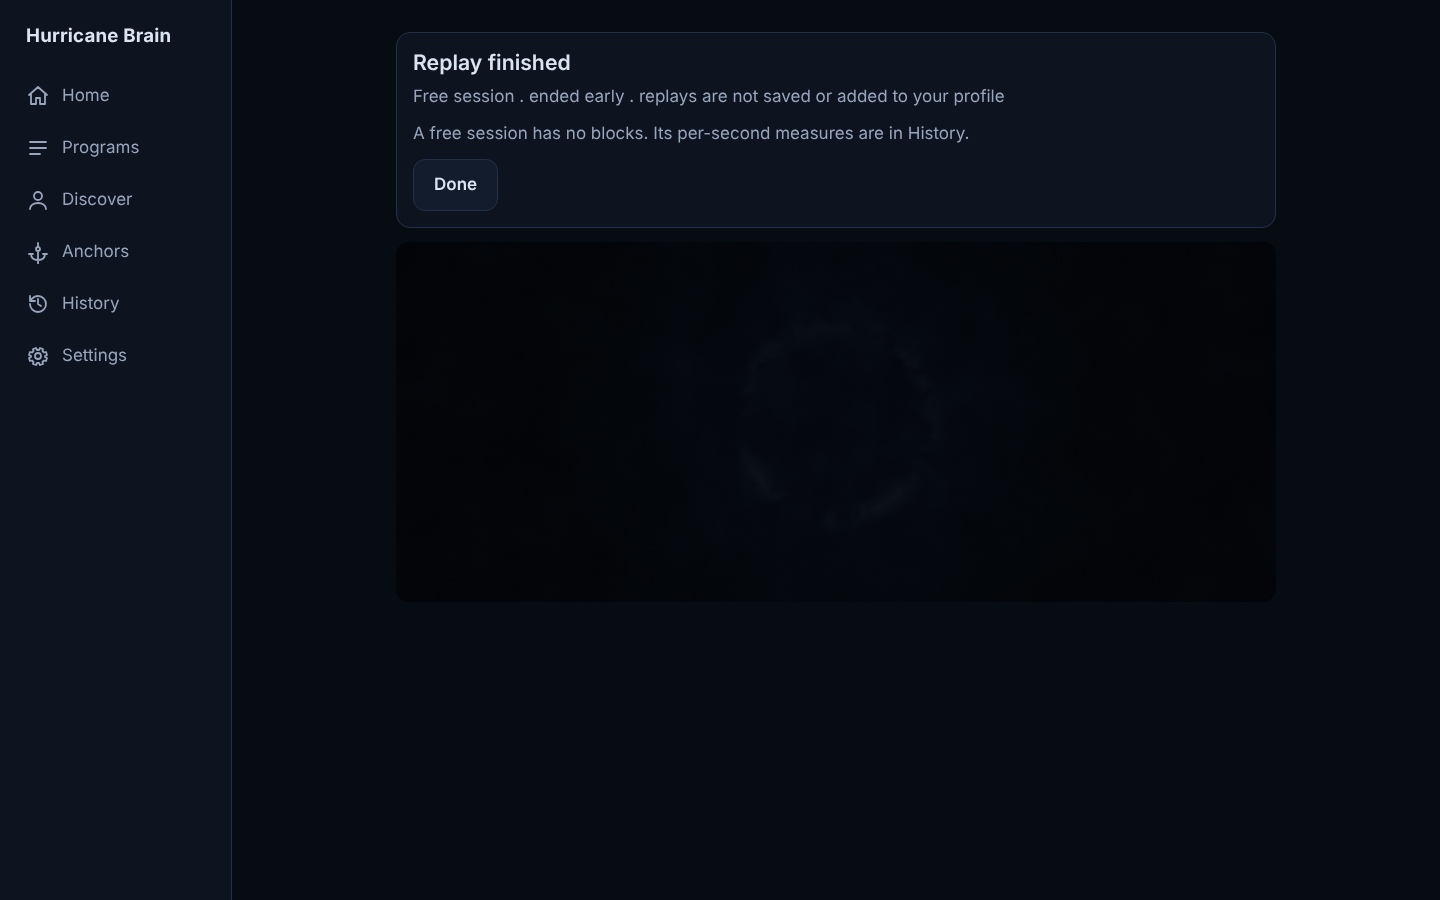 Hurricane Brain
Home
Programs
Discover
Anchors
History
Settings
Replay finished
Free session . ended early . replays are not saved or added to your profile
A free session has no blocks. Its per-second measures are in History.
Done